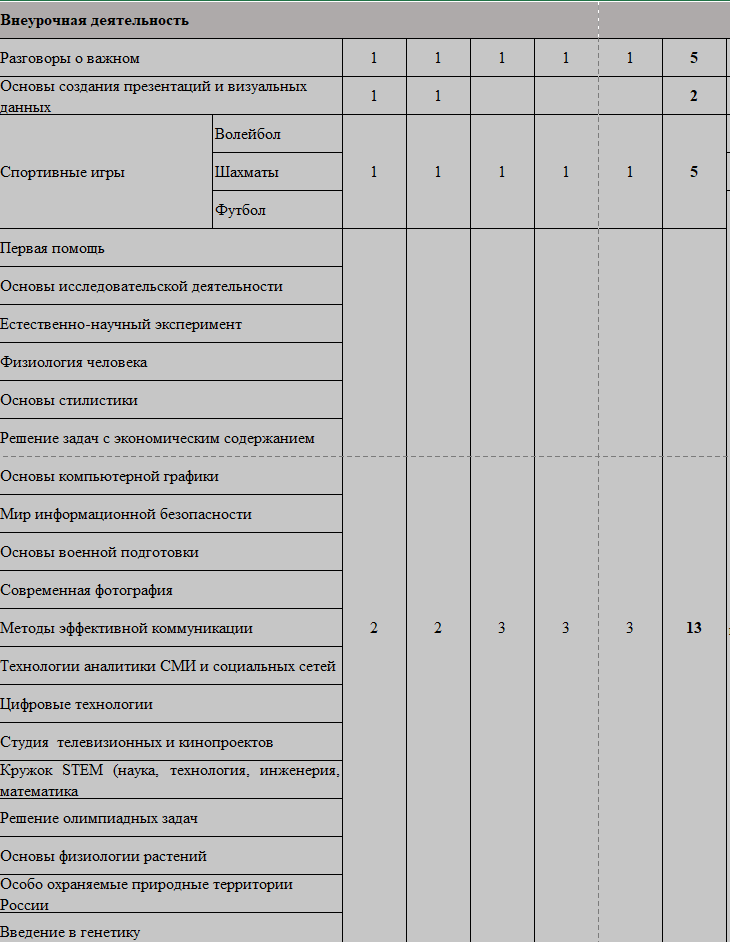 Внеурочная деятельность
Разговоры о важном 1 1 1 1 1 5
Основы создания презентаций и визуальных
данных 1 1 2
Волейбол
Спортивные игры Шахматы 1 1 1 1 1 5
Футбол
Первая помощь
Основы исследовательской деятельности
Естественно-научный эксперимент
Физиология человека
Основы стилистики
Решение задач с экономическим содержанием
Основы компьютерной графики
Мир информационной безопасности
Основы военной подготовки
Современная фотография
Методы эффективной коммуникации 2 2 3 3 3 13
Технологии аналитики СМИ и социальных сетей
Цифровые технологии
Студия телевизионных и кинопроектов
Кружок STEM (наука, технология, инженерия,
математика
Решение олимпиадных задач
Основы физиологии растений
Особо охраняемые природные территории
России
Введение в генетику